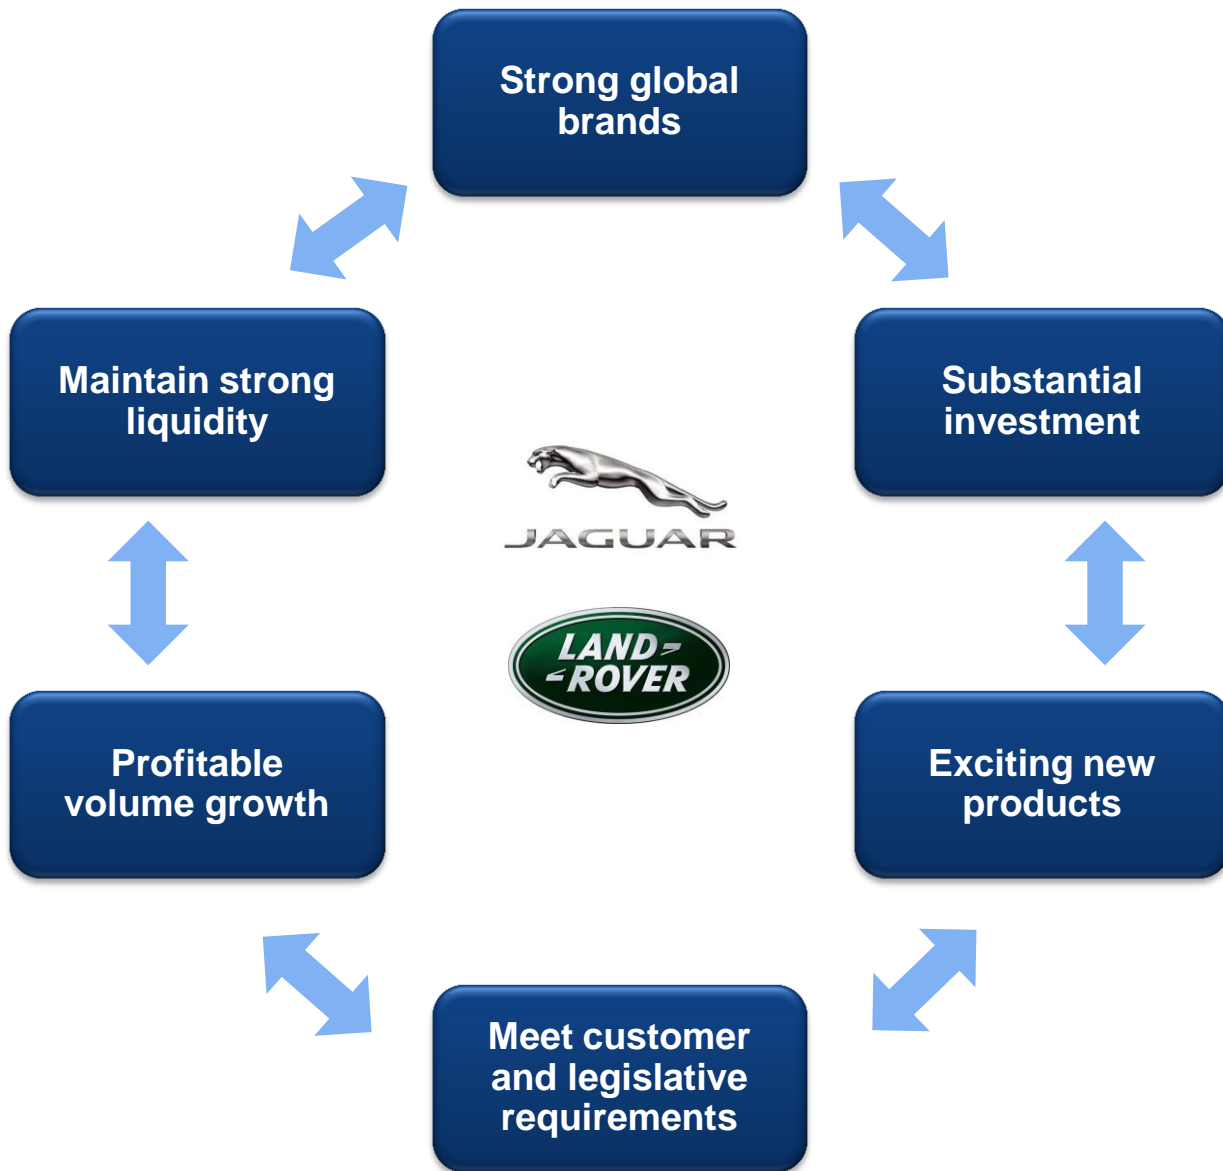 Strong global
brands
Maintain strong
liquidity
Substantial
investment
JAGUAR
LAND
ROVER
Profitable
volume growth
Exciting new
products
Meet customer
and legislative
requirements